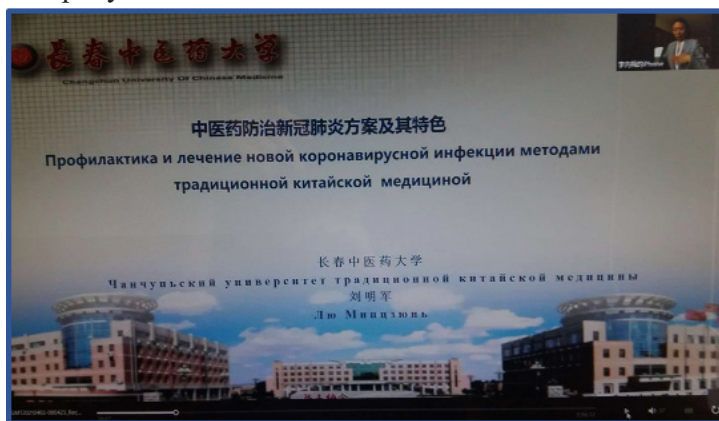 长春中医药大学
Changchun University Of Chinese Medicine
中医药防治新冠肺炎方案及其特色
Профилактика и лечение новой коронавирусной инфекции методами
традиционной китайской медициной
长春中医药大学
Чанчуньский университет традиционной китайской медицины
刘明军
Лю Минцзюнь